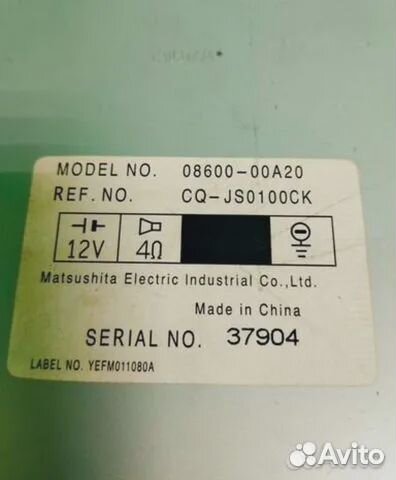 MODEL NO. 08600-00A20
REF. NO. CQ-JS0100CK
12V 4Ω
Matsushita Electric Industrial Co., Ltd.
Made in China
SERIAL NO. 37904
LABEL NO. YEFM011080A
Avito